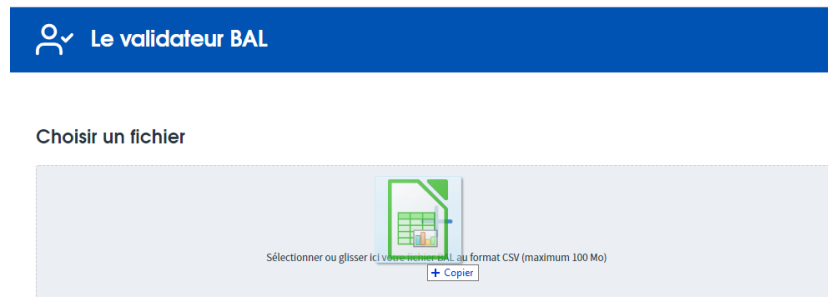 Le validateur BAL
Choisir un fichier
Sélectionner ou glisser ici votre fichier BAL au format CSV (maximum 100 Mo)
+ Copier